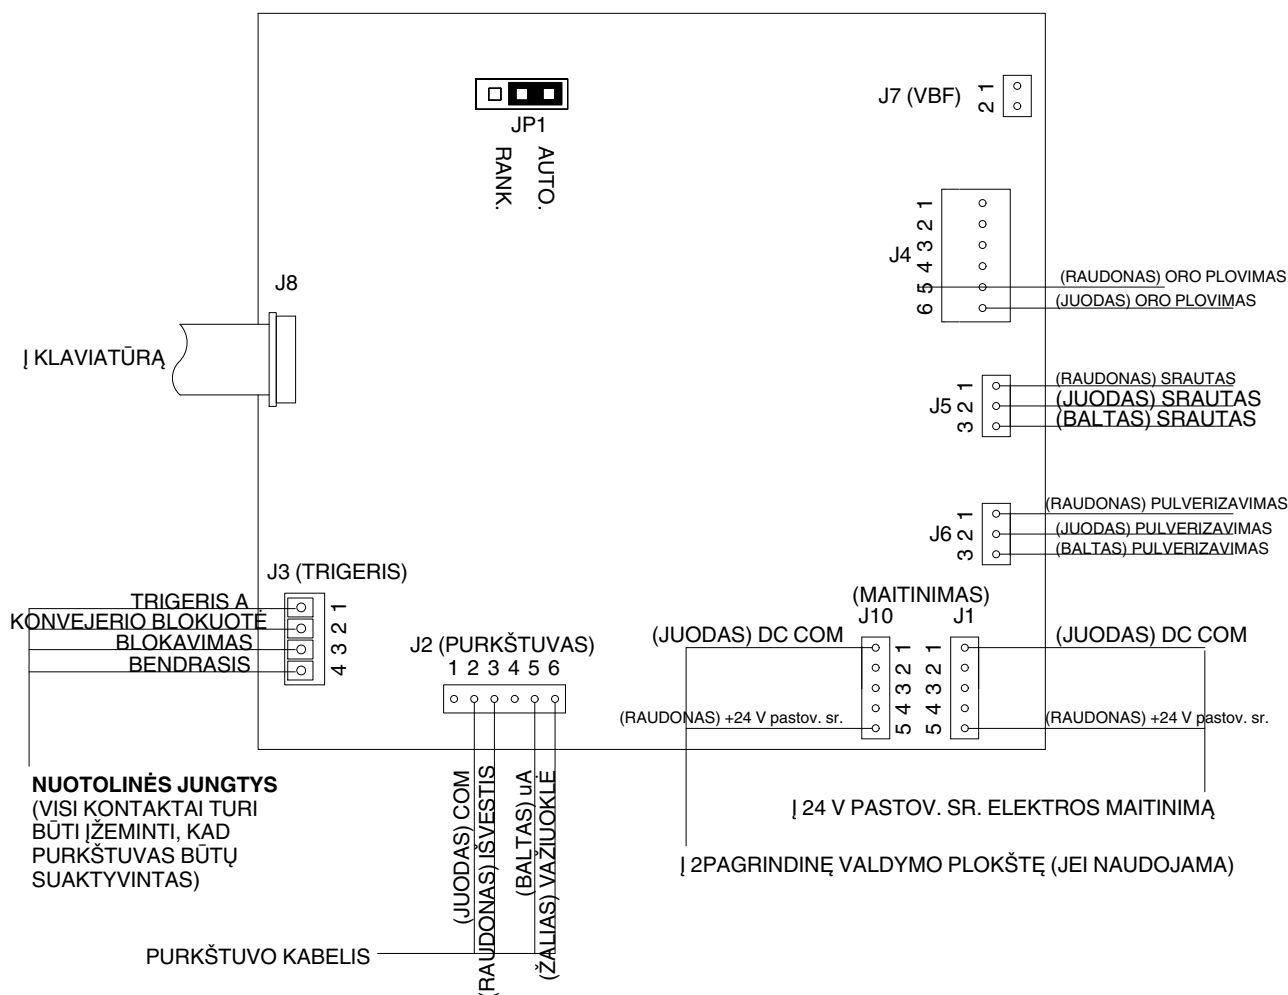 J7 (VBF)
1
2
JP1
RANK.
AUTO.
J4
1
2
3
4
5
6
(RAUDONAS) ORO PLOVIMAS
(JUODAS) ORO PLOVIMAS
J8
Į KLAVIATŪRĄ
J5
1
2
3
(RAUDONAS) SRAUTAS
(JUODAS) SRAUTAS
(BALTAS) SRAUTAS
J6
1
2
3
(RAUDONAS) PULVERIZAVIMAS
(JUODAS) PULVERIZAVIMAS
(BALTAS) PULVERIZAVIMAS
J3 (TRIGERIS)
TRIGERIS A
KONVEJERIO BLOKUOTĖ
BLOKAVIMAS
BENDRASIS
1
2
3
4
J2 (PURKŠTUVAS)
1 2 3 4 5 6
(MAITINIMAS)
J10
J1
(JUODAS) DC COM
(RAUDONAS) +24 V pastov. sr.
1
2
3
4
5
1
2
3
4
5
(JUODAS) DC COM
(RAUDONAS) +24 V pastov. sr.
NUOTOLINĖS JUNGTYS
(VISI KONTAKTAI TURI
BŪTI ĮŽEMINTI, KAD
PURKŠTUVAS BŪTŲ
SUAKTYVINTAS)
(JUODAS) COM
(RAUDONAS) IŠVESTIS
(BALTAS) uA
(ŽALIAS) VAŽIUOKLĖ
PURKŠTUVO KABELIS
Į 24 V PASTOV. SR. ELEKTROS MAITINIMĄ
Į 2PAGRINDINĘ VALDYMO PLOKŠTĘ (JEI NAUDOJAMA)